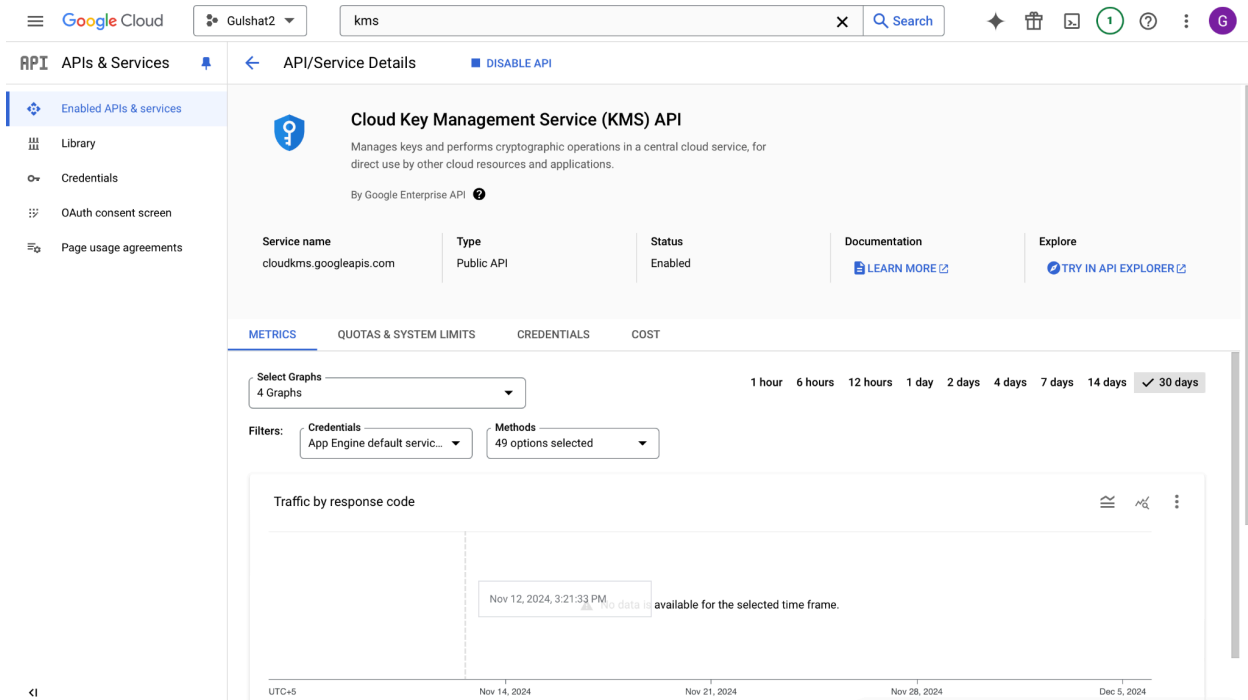 Google Cloud
Gulshat2
kms
Search
1
G
API APIs & Services
API/Service Details
DISABLE API
Enabled APIs & services
Library
Credentials
OAuth consent screen
Page usage agreements
Cloud Key Management Service (KMS) API
Manages keys and performs cryptographic operations in a central cloud service, for
direct use by other cloud resources and applications.
By Google Enterprise API
Service name
cloudkms.googleapis.com
Type
Public API
Status
Enabled
Documentation
LEARN MORE
Explore
TRY IN API EXPLORER
METRICS
QUOTAS & SYSTEM LIMITS
CREDENTIALS
COST
Select Graphs
4 Graphs
1 hour 6 hours 12 hours 1 day 2 days 4 days 7 days 14 days 30 days
Filters:
Credentials
App Engine default servic...
Methods
49 options selected
Traffic by response code
Nov 12, 2024, 3:21:33 PM
No data is available for the selected time frame.
UTC+5 Nov 14, 2024 Nov 21, 2024 Nov 28, 2024 Dec 5, 2024